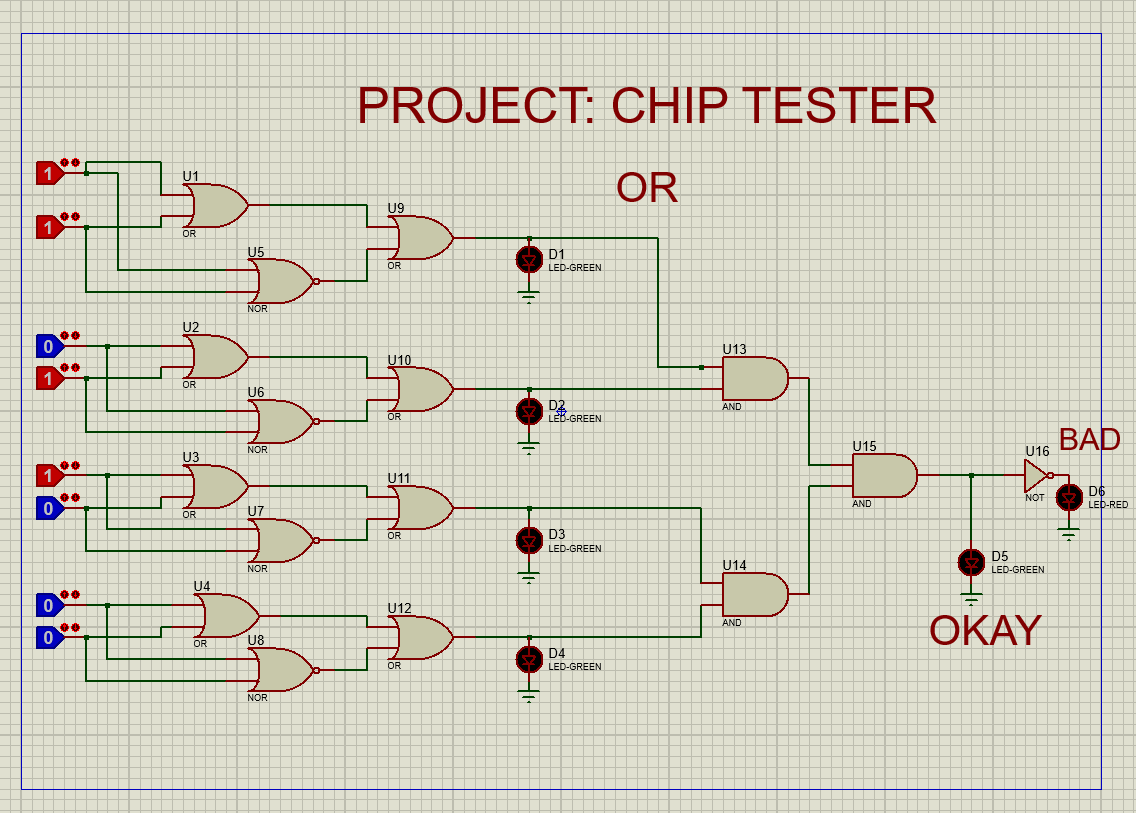 PROJECT: CHIP TESTER
OR
1
U1
OR
1
U9
OR
U5
NOR
D1
LED-GREEN
0
U2
OR
1
U10
OR
U6
NOR
D2
LED-GREEN
U13
AND
1
U3
OR
0
U11
OR
U7
NOR
D3
LED-GREEN
U15
AND
U16
NOT
BAD
D6
LED-RED
D5
LED-GREEN
OKAY
0
U4
OR
0
U12
OR
U8
NOR
D4
LED-GREEN
U14
AND